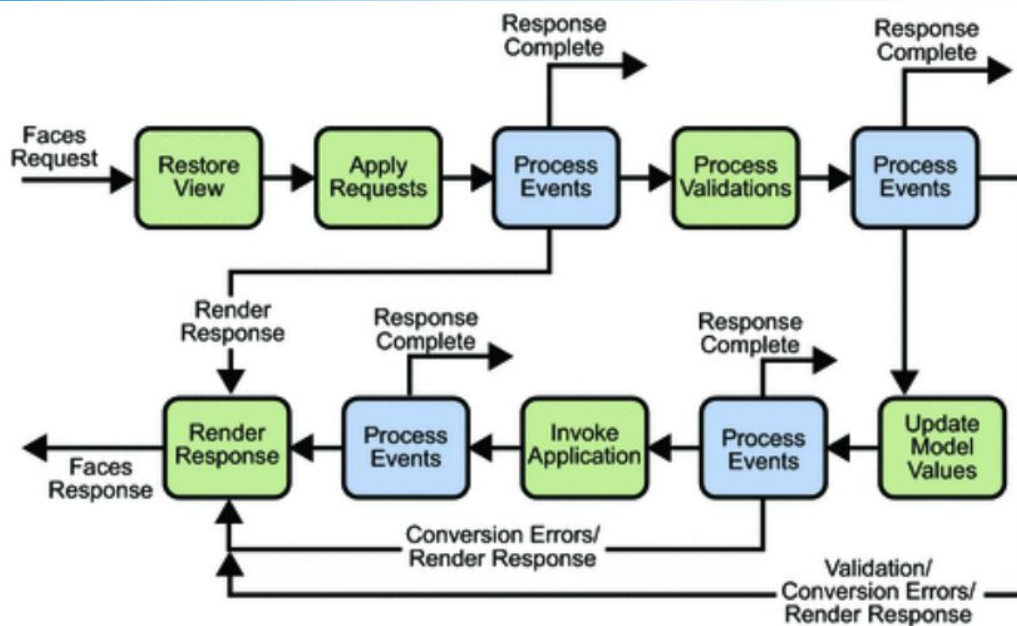 Response
Complete
Response
Complete
Faces
Request
Restore
View
Apply
Requests
Process
Events
Process
Validations
Process
Events
Render
Response
Response
Complete
Response
Complete
Render
Response
Process
Events
Invoke
Application
Process
Events
Update
Model
Values
Faces
Response
Conversion Errors/
Render Response
Validation/
Conversion Errors/
Render Response